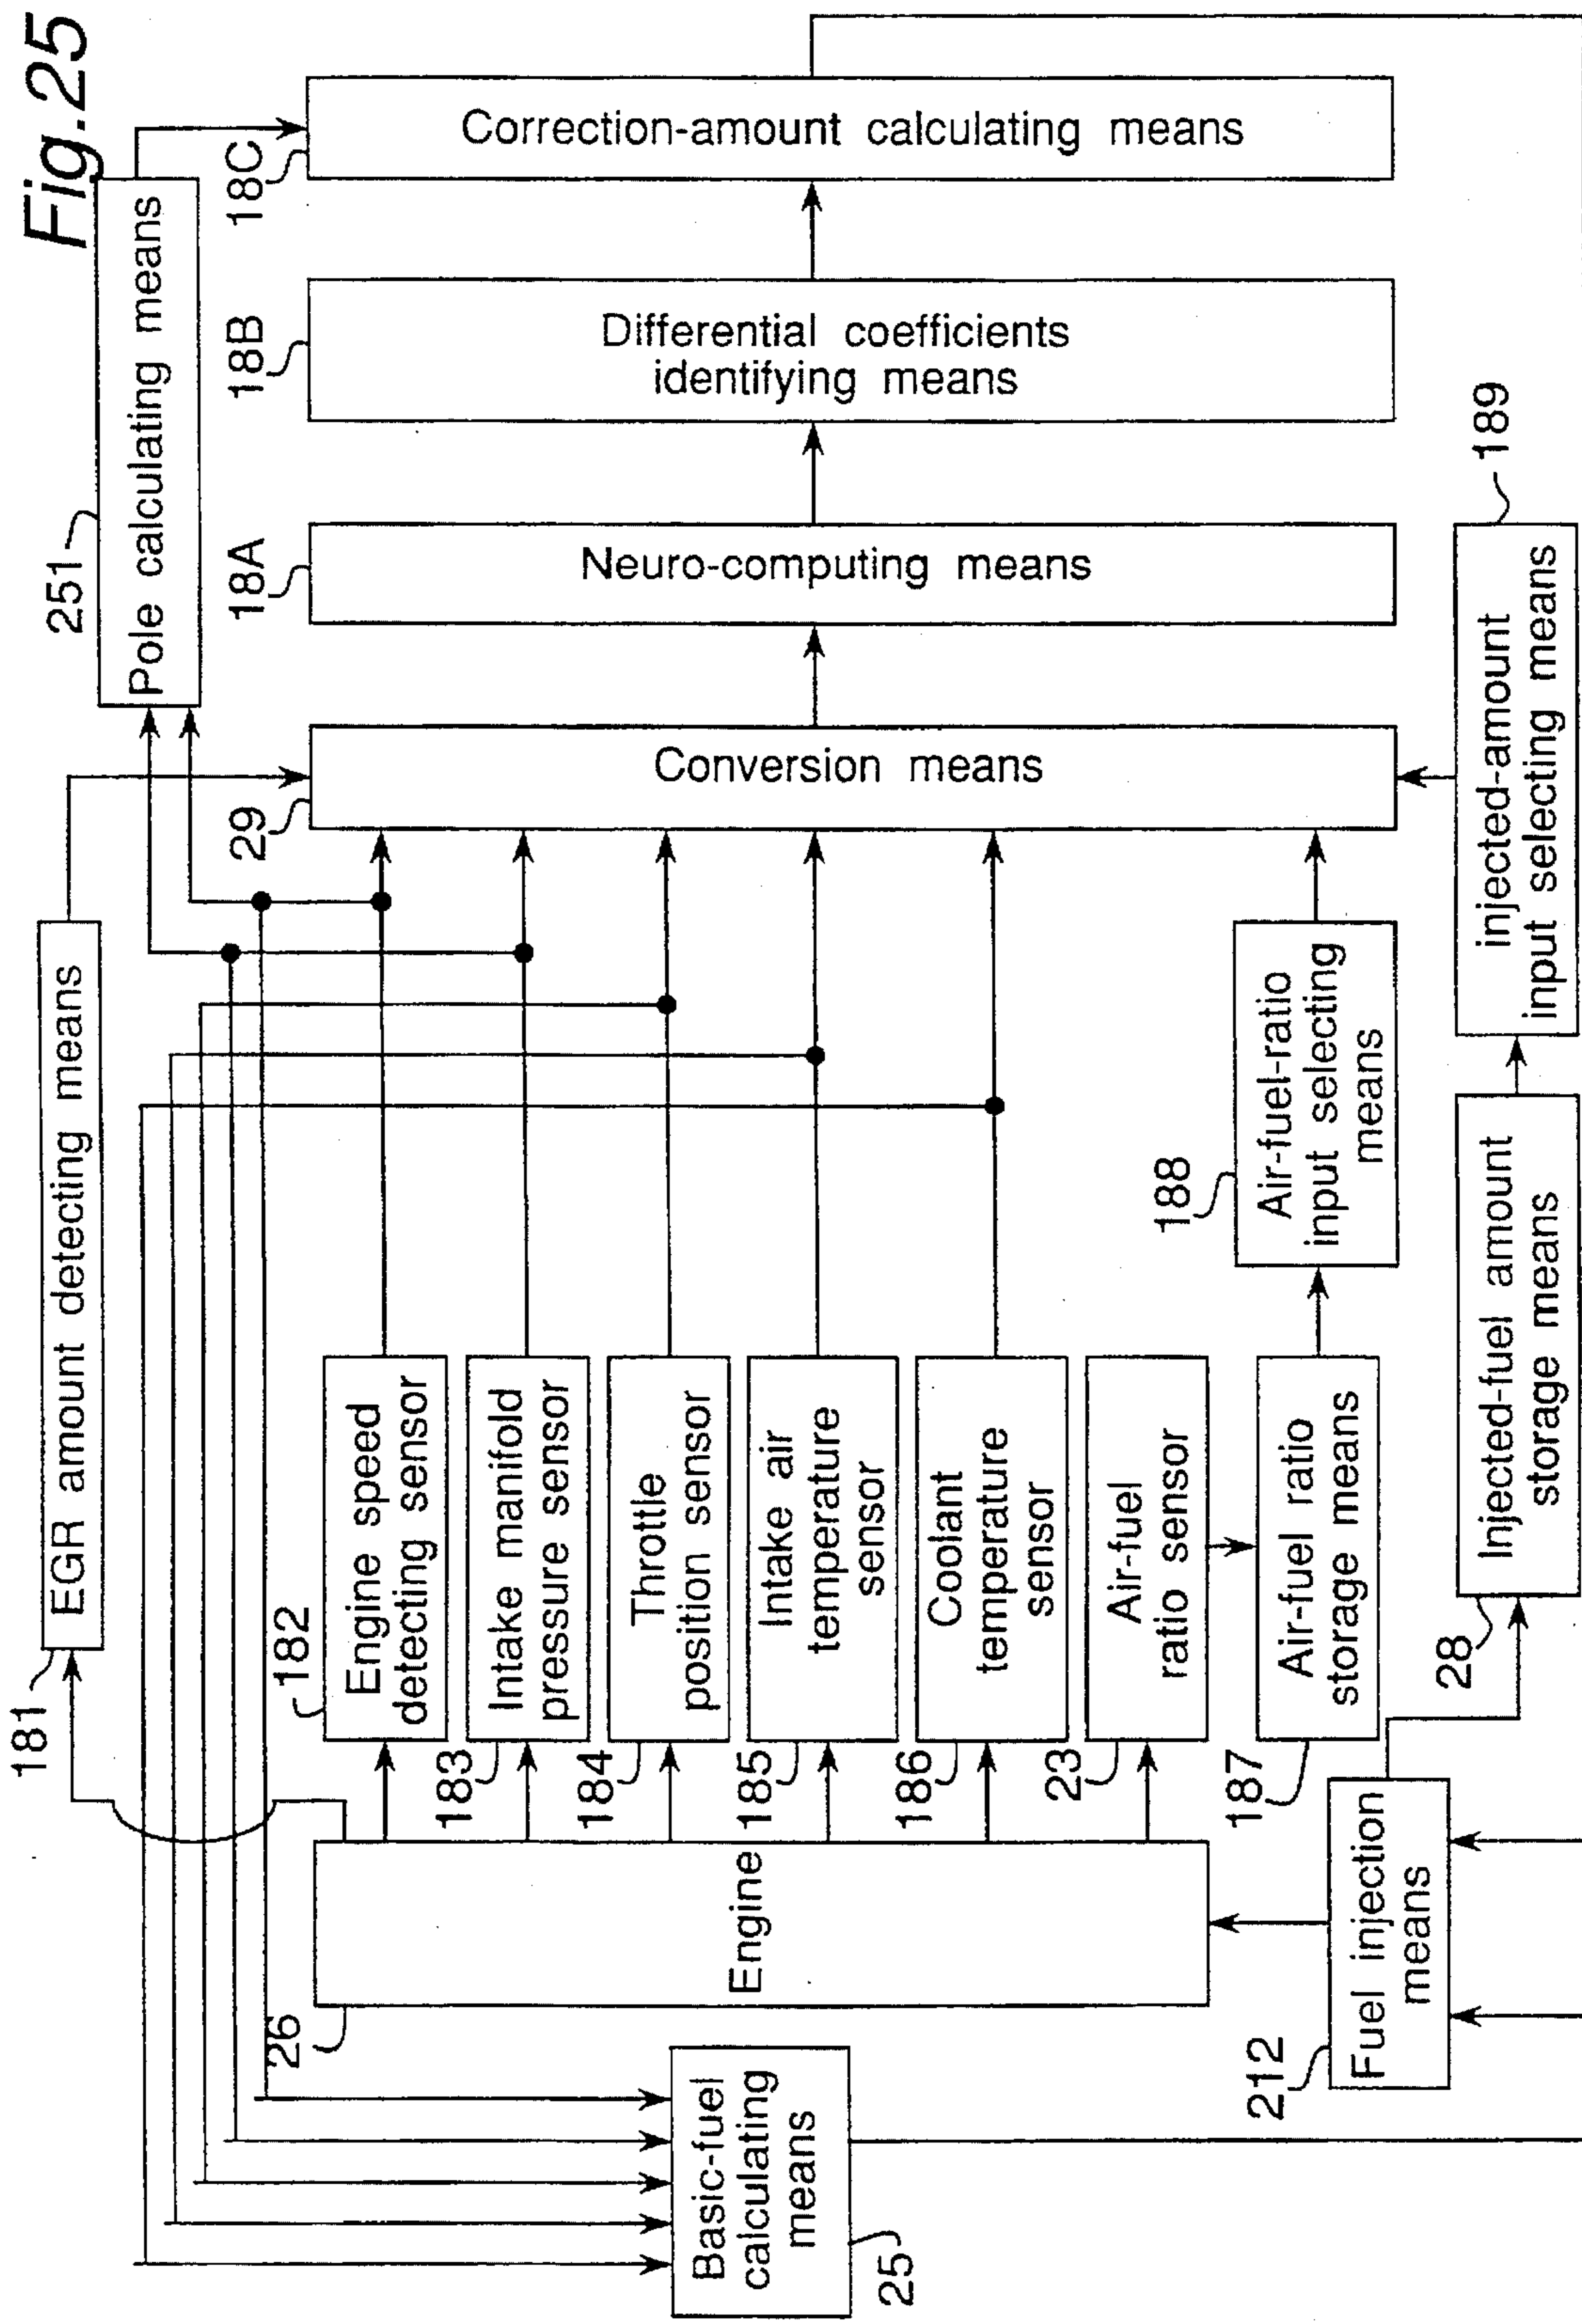 Fig.25
181
EGR amount detecting means
251
Pole calculating means
182
Engine speed
detecting sensor
183
Intake manifold
pressure sensor
184
Throttle
position sensor
185
Intake air
temperature
sensor
186
Coolant
temperature
sensor
23
Air-fuel
ratio sensor
187
Air-fuel ratio
storage means
188
Air-fuel-ratio
input selecting
means
26
Engine
25
Basic-fuel
calculating
means
212
Fuel injection
means
28
Injected-fuel amount
storage means
189
injected-amount
input selecting means
29
Conversion means
18A
Neuro-computing means
18B
Differential coefficients
identifying means
18C
Correction-amount calculating means